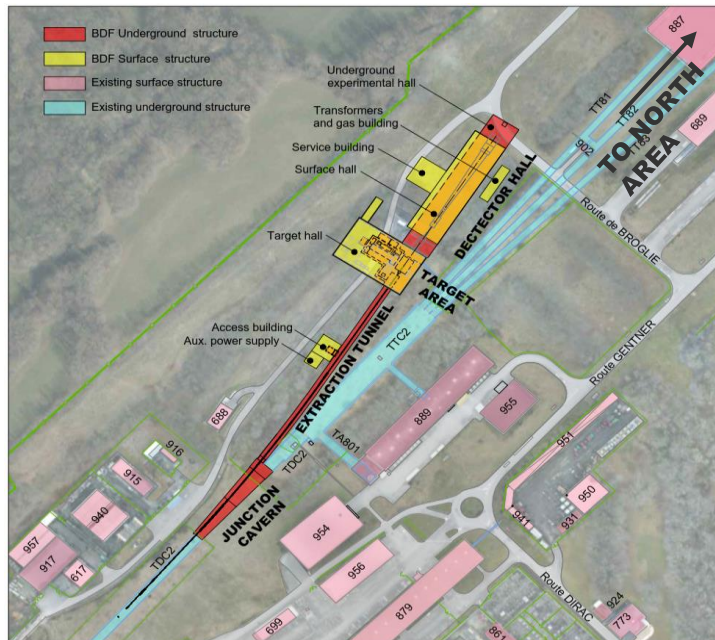 BDF Underground structure
BDF Surface structure
Existing surface structure
Existing underground structure
887
TO NORTH
AREA
TT81
TT82
TT83
902
689
Underground
experimental hall
Transformers
and gas building
Service building
Surface hall
DECTECTOR HALL
Route de BROGLIE
Target hall
TARGET
AREA
Access building
Aux. power supply
EXTRACTION TUNNEL
TTC2
Route GENTNER
688
889
955
TA801
TDC2
JUNCTION
CAVERN
916
915
940
957
917
617
TDC2
951
950
941
931
954
956
699
879
861
Route DIRAC
924
773